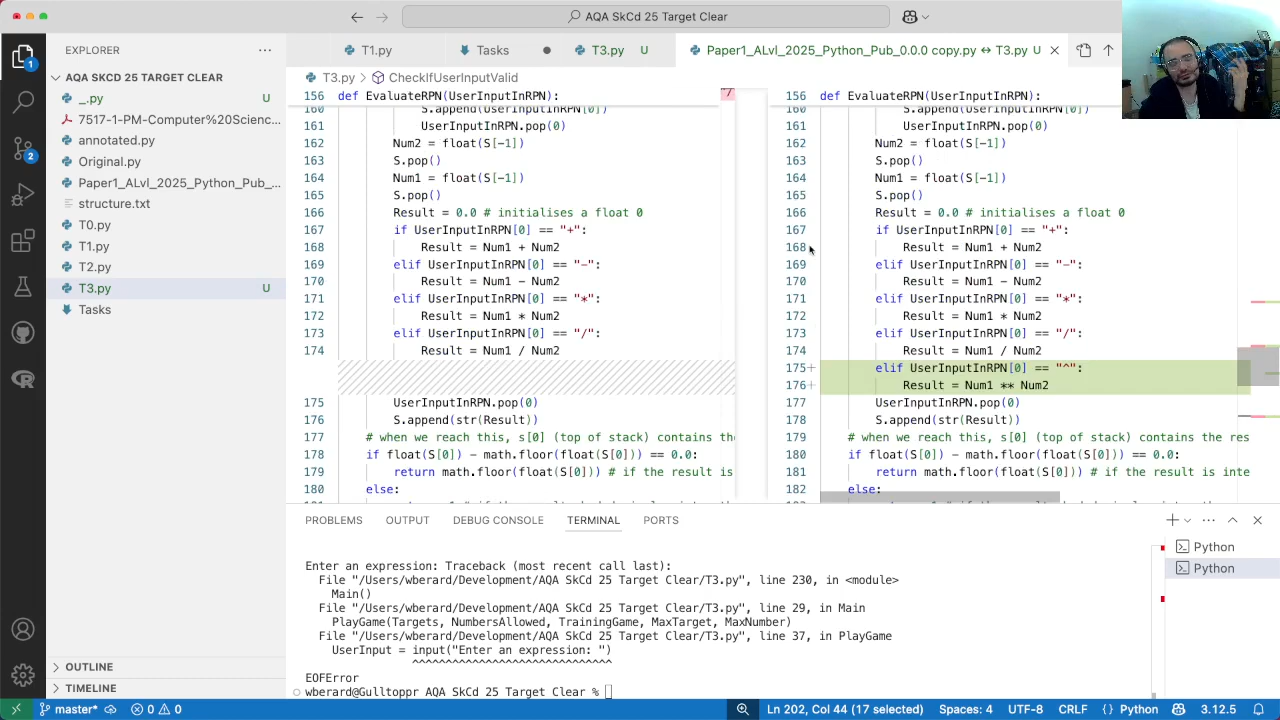 AQA SkCd 25 Target Clear
EXPLORER
T1.py
Tasks
T3.py U
Paper1_ALvl_2025_Python_Pub_0.0.0 copy.py ↔ T3.py U
AQA SKCD 25 TARGET CLEAR
_.py U
7517-1-PM-Computer%20Scienc...
annotated.py
Original.py
Paper1_ALvl_2025_Python_Pub_...
structure.txt
T0.py
T1.py
T2.py
T3.py U
Tasks
OUTLINE
TIMELINE
T3.py > CheckIfUserInputValid
156 def EvaluateRPN(UserInputInRPN):
160 S.append(UserInputInRPN[0])
161 UserInputInRPN.pop(0)
162 Num2 = float(S[-1])
163 S.pop()
164 Num1 = float(S[-1])
165 S.pop()
166 Result = 0.0 # initialises a float 0
167 if UserInputInRPN[0] == "+":
168 Result = Num1 + Num2
169 elif UserInputInRPN[0] == "-":
170 Result = Num1 - Num2
171 elif UserInputInRPN[0] == "*":
172 Result = Num1 * Num2
173 elif UserInputInRPN[0] == "/":
174 Result = Num1 / Num2
175 UserInputInRPN.pop(0)
176 S.append(str(Result))
177 # when we reach this, s[0] (top of stack) contains the
178 if float(S[0]) - math.floor(float(S[0])) == 0.0:
179 return math.floor(float(S[0])) # if the result is
180 else:
156 def EvaluateRPN(UserInputInRPN):
160 S.append(UserInputInRPN[0])
161 UserInputInRPN.pop(0)
162 Num2 = float(S[-1])
163 S.pop()
164 Num1 = float(S[-1])
165 S.pop()
166 Result = 0.0 # initialises a float 0
167 if UserInputInRPN[0] == "+":
168 Result = Num1 + Num2
169 elif UserInputInRPN[0] == "-":
170 Result = Num1 - Num2
171 elif UserInputInRPN[0] == "*":
172 Result = Num1 * Num2
173 elif UserInputInRPN[0] == "/":
174 Result = Num1 / Num2
175+ elif UserInputInRPN[0] == "^":
176+ Result = Num1 ** Num2
177 UserInputInRPN.pop(0)
178 S.append(str(Result))
179 # when we reach this, s[0] (top of stack) contains the res
180 if float(S[0]) - math.floor(float(S[0])) == 0.0:
181 return math.floor(float(S[0])) # if the result is inte
182 else:
PROBLEMS OUTPUT DEBUG CONSOLE TERMINAL PORTS
Python
Python
Enter an expression: Traceback (most recent call last):
File "/Users/wberard/Development/AQA SkCd 25 Target Clear/T3.py", line 230, in <module>
Main()
File "/Users/wberard/Development/AQA SkCd 25 Target Clear/T3.py", line 29, in Main
PlayGame(Targets, NumbersAllowed, TrainingGame, MaxTarget, MaxNumber)
File "/Users/wberard/Development/AQA SkCd 25 Target Clear/T3.py", line 37, in PlayGame
UserInput = input("Enter an expression: ")
^^^^^^^^^^^^^^^^^^^^^^^^^^^^^
EOFError
wberard@Gulltoppr AQA SkCd 25 Target Clear %
master* 0 0 Ln 202, Col 44 (17 selected) Spaces: 4 UTF-8 CRLF Python 3.12.5